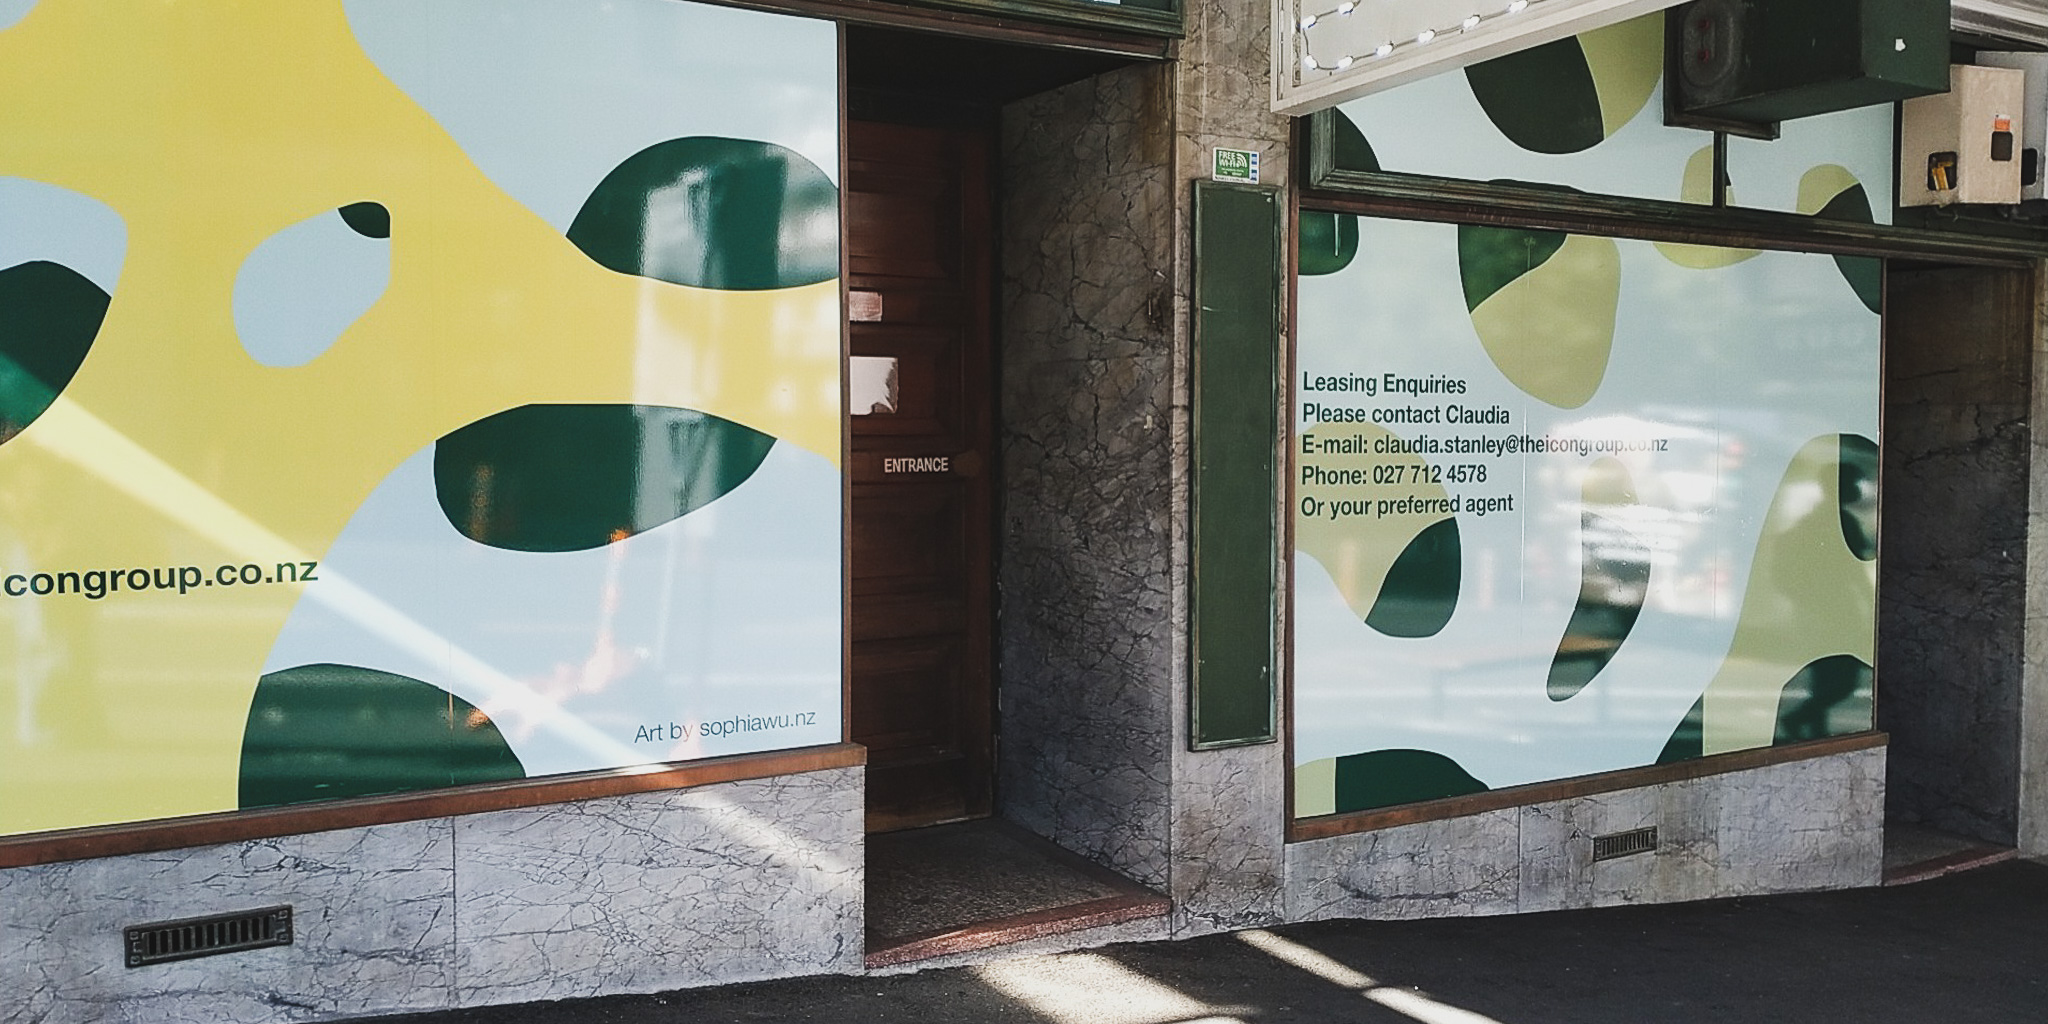 icongroup.co.nz
Art by sophiawu.nz
ENTRANCE
FREE
Wi-Fi
Leasing Enquiries
Please contact Claudia
E-mail: claudia.stanley@theicongroup.co.nz
Phone: 027 712 4578
Or your preferred agent